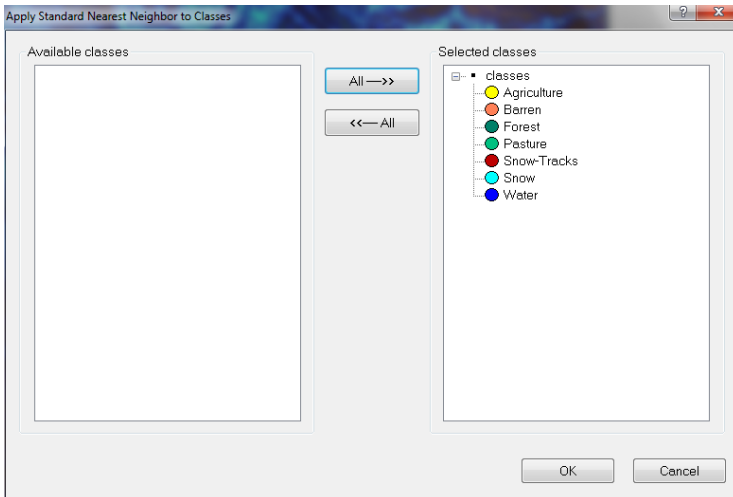 Apply Standard Nearest Neighbor to Classes
Available classes
All —>>
<<— All
Selected classes
classes
Agriculture
Barren
Forest
Pasture
Snow-Tracks
Snow
Water
OK
Cancel